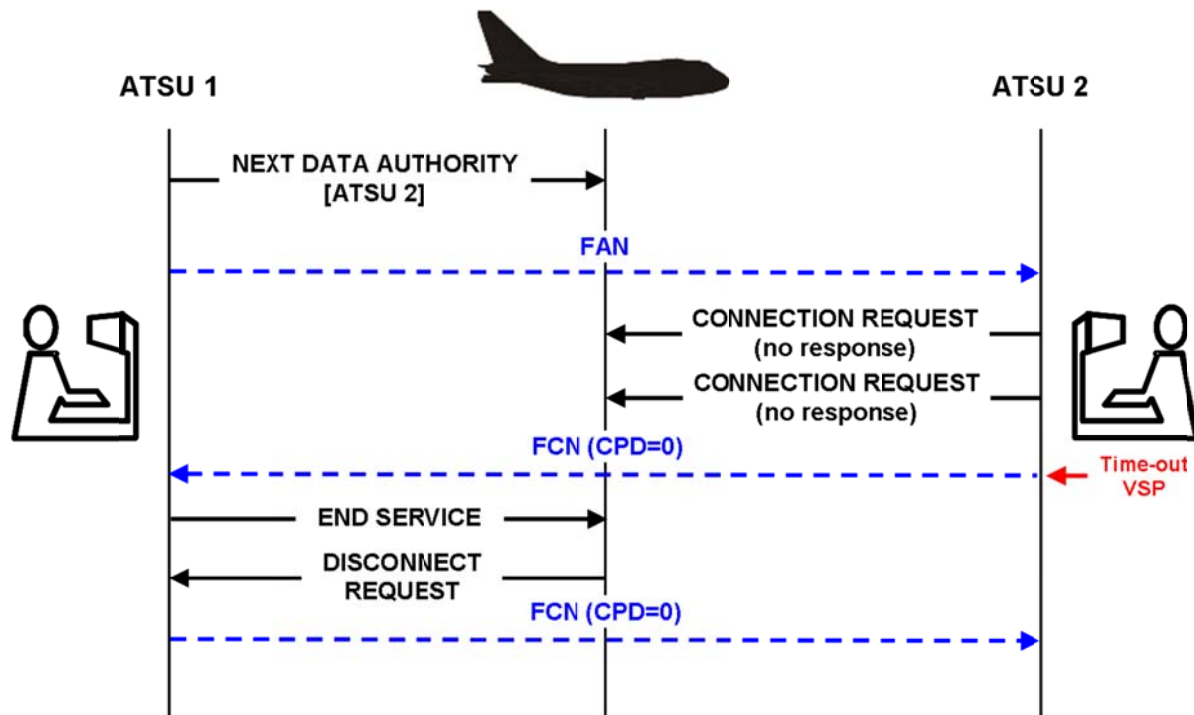 ATSU 1
ATSU 2
NEXT DATA AUTHORITY
[ATSU 2]
FAN
CONNECTION REQUEST
(no response)
CONNECTION REQUEST
(no response)
FCN (CPD=0)
Time-out
VSP
END SERVICE
DISCONNECT
REQUEST
FCN (CPD=0)